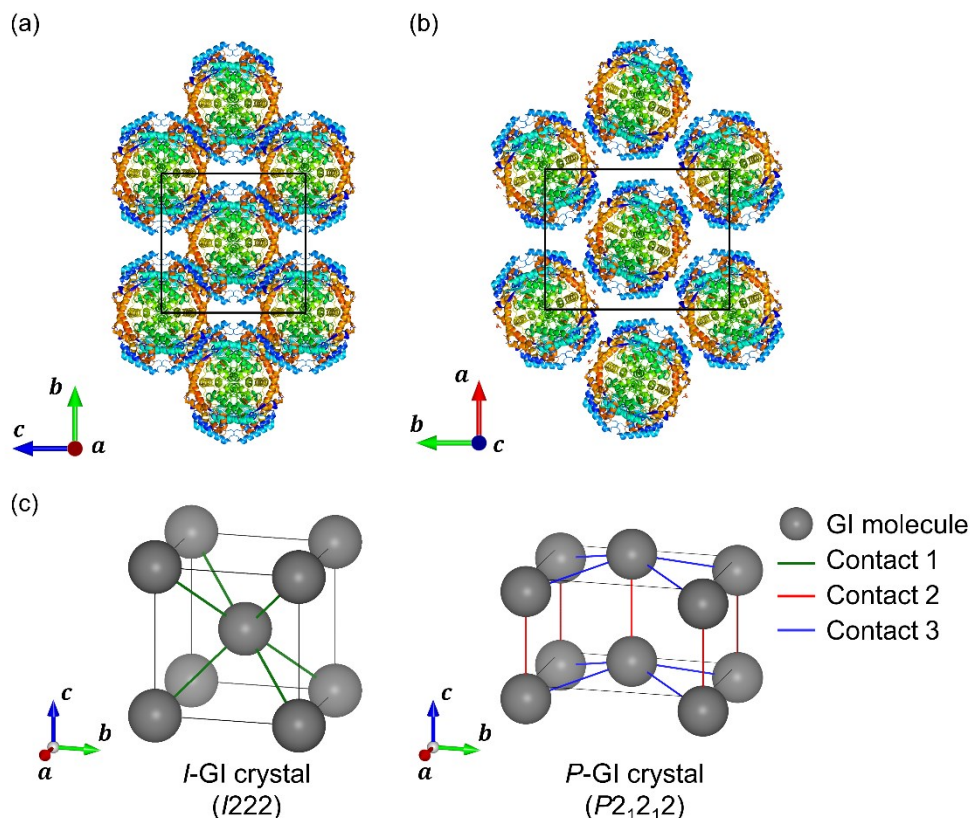 (a)
(b)
b
c
a
a
b
c
(c)
GI molecule
Contact 1
Contact 2
Contact 3
c
b
a
I-GI crystal
(I222)
c
b
a
P-GI crystal
(P2₁2₁2)